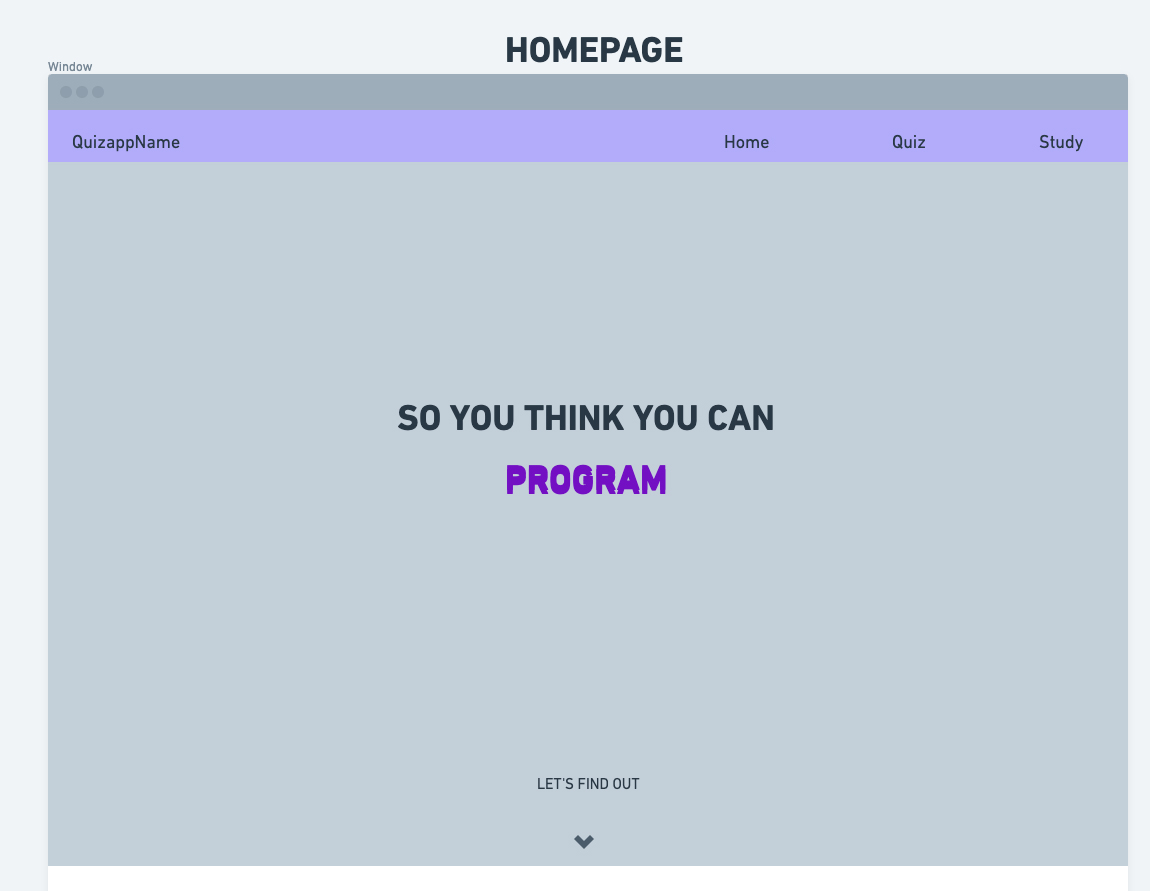 HOMEPAGE
Window
QuizappName Home Quiz Study
SO YOU THINK YOU CAN
PROGRAM
LET'S FIND OUT